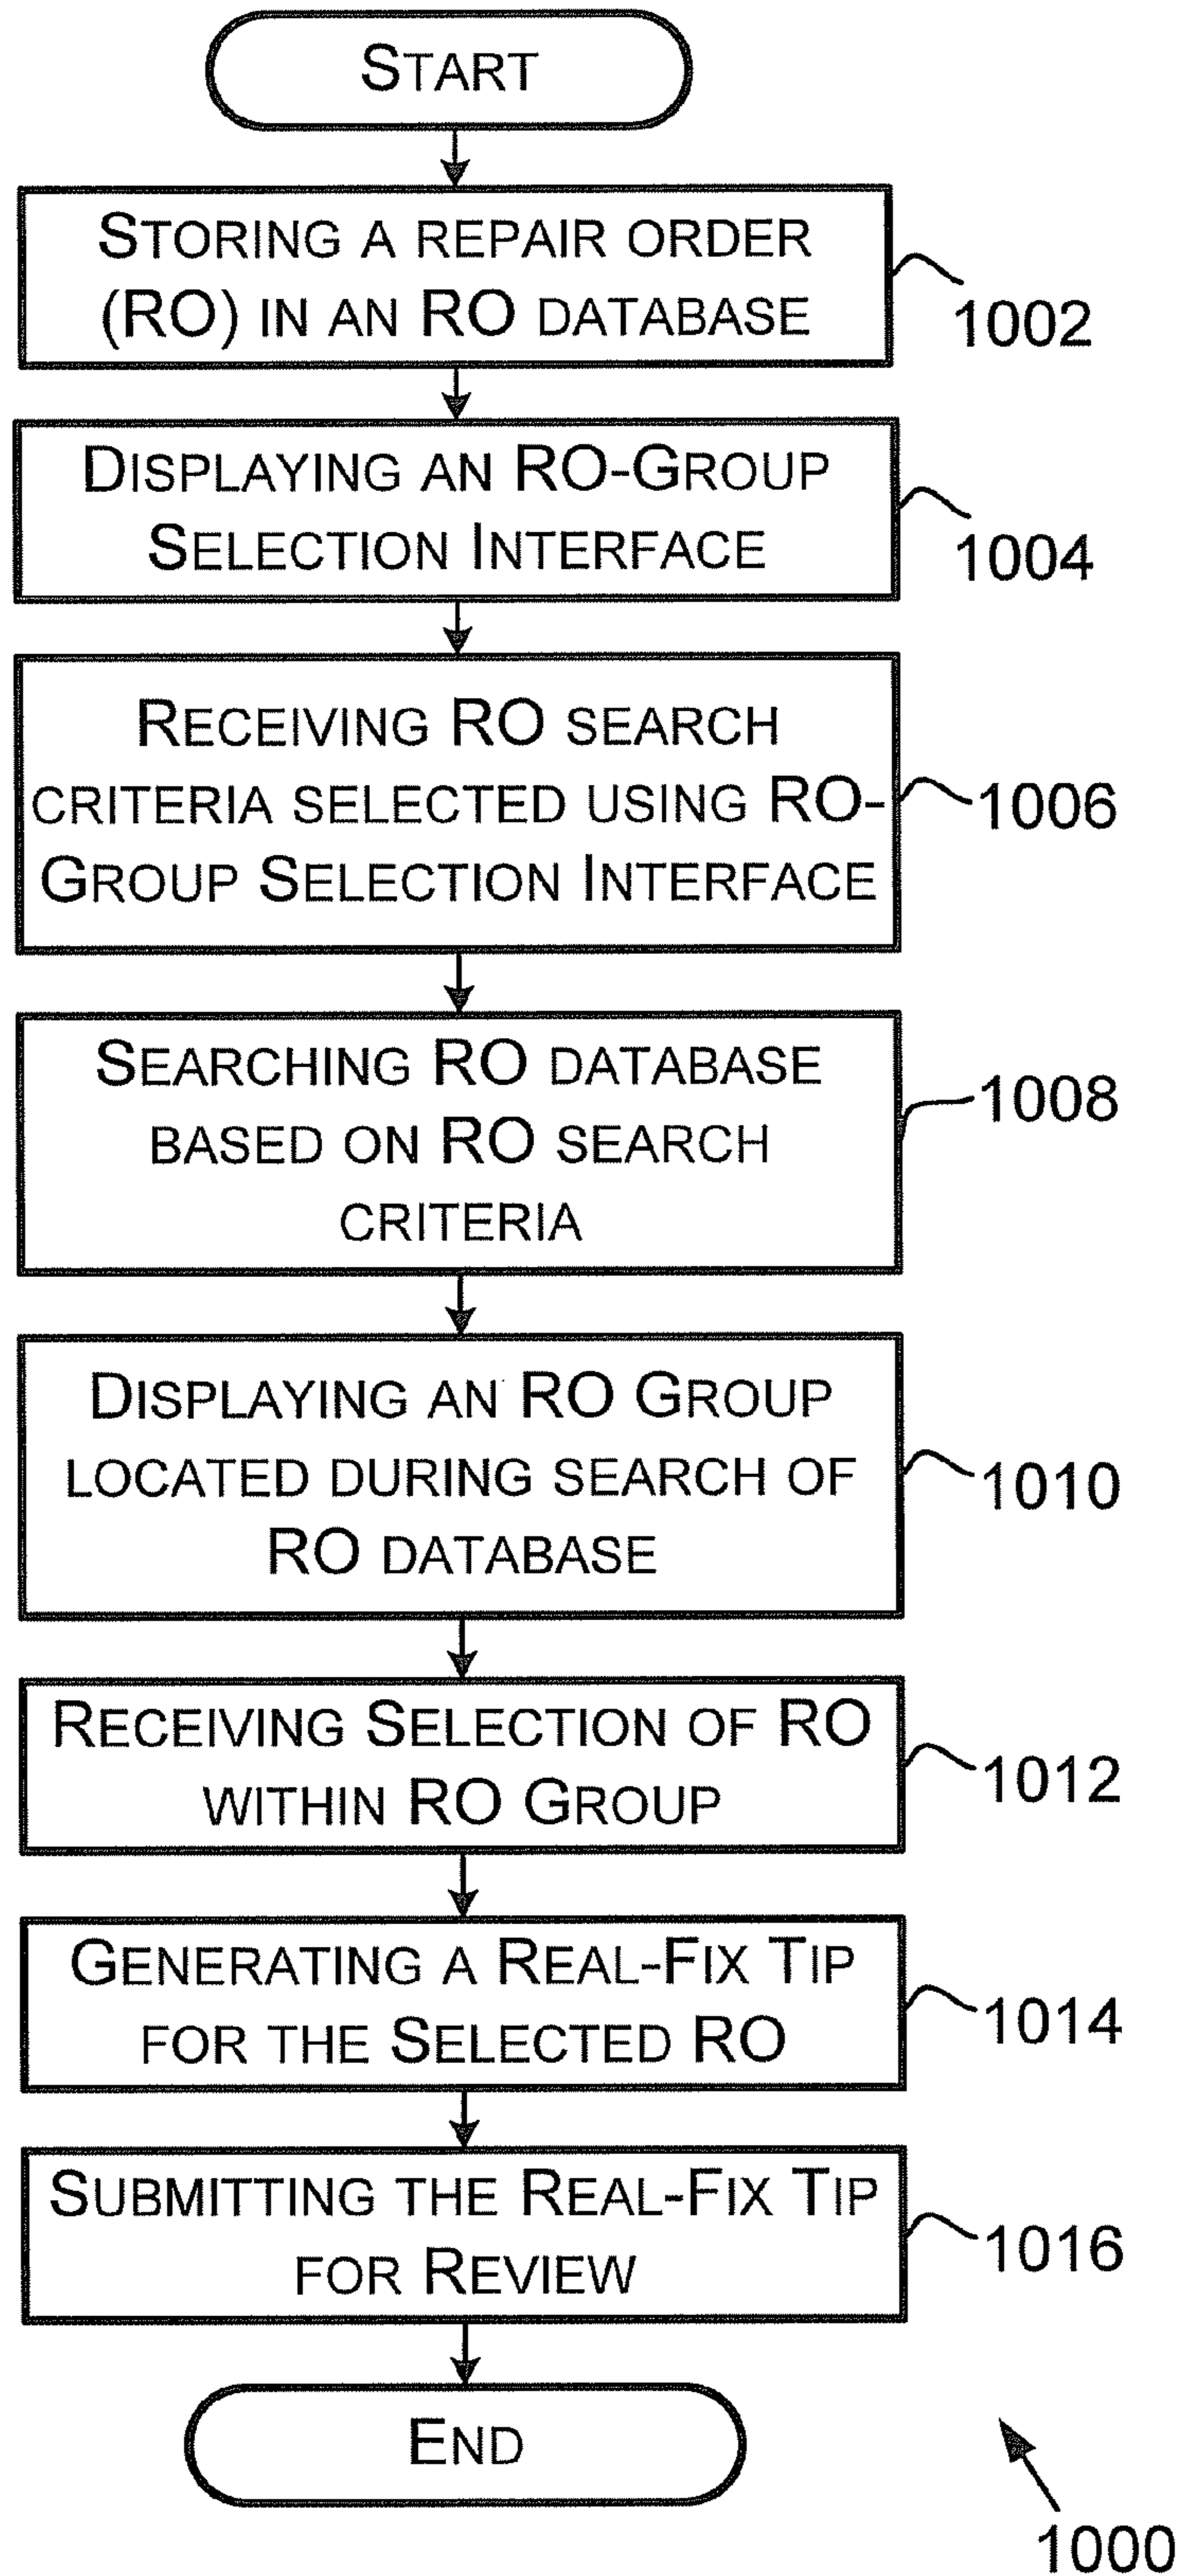 START
STORING A REPAIR ORDER
(RO) IN AN RO DATABASE
1002
DISPLAYING AN RO-GROUP
SELECTION INTERFACE
1004
RECEIVING RO SEARCH
CRITERIA SELECTED USING RO-
GROUP SELECTION INTERFACE
1006
SEARCHING RO DATABASE
BASED ON RO SEARCH
CRITERIA
1008
DISPLAYING AN RO GROUP
LOCATED DURING SEARCH OF
RO DATABASE
1010
RECEIVING SELECTION OF RO
WITHIN RO GROUP
1012
GENERATING A REAL-FIX TIP
FOR THE SELECTED RO
1014
SUBMITTING THE REAL-FIX TIP
FOR REVIEW
1016
END
1000